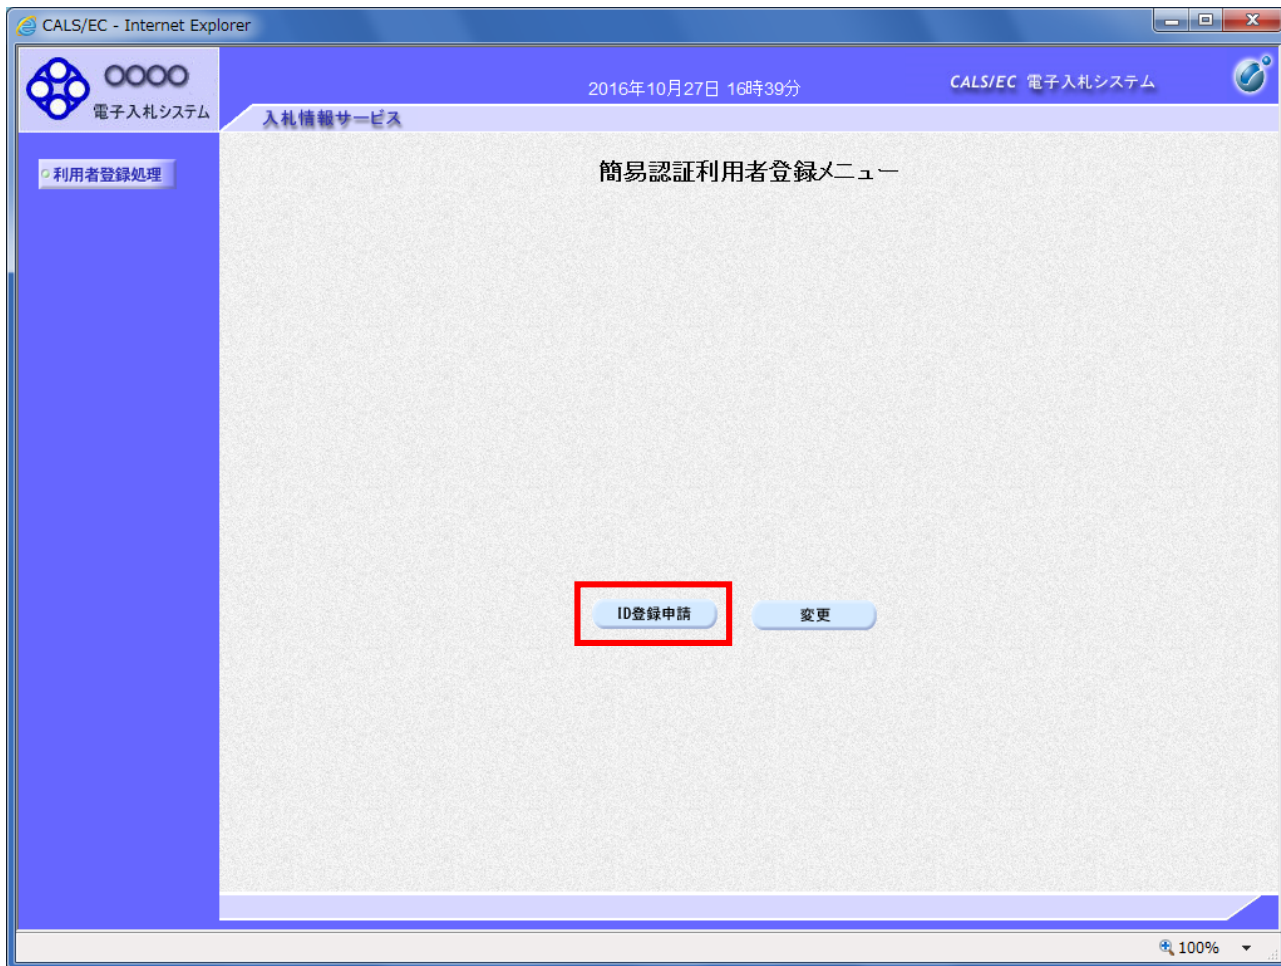 CALS/EC - Internet Explorer
○○○○
電子入札システム
2016年10月27日 16時39分
CALS/EC 電子入札システム
入札情報サービス
利用者登録処理
簡易認証利用者登録メニュー
ID登録申請
変更
100%